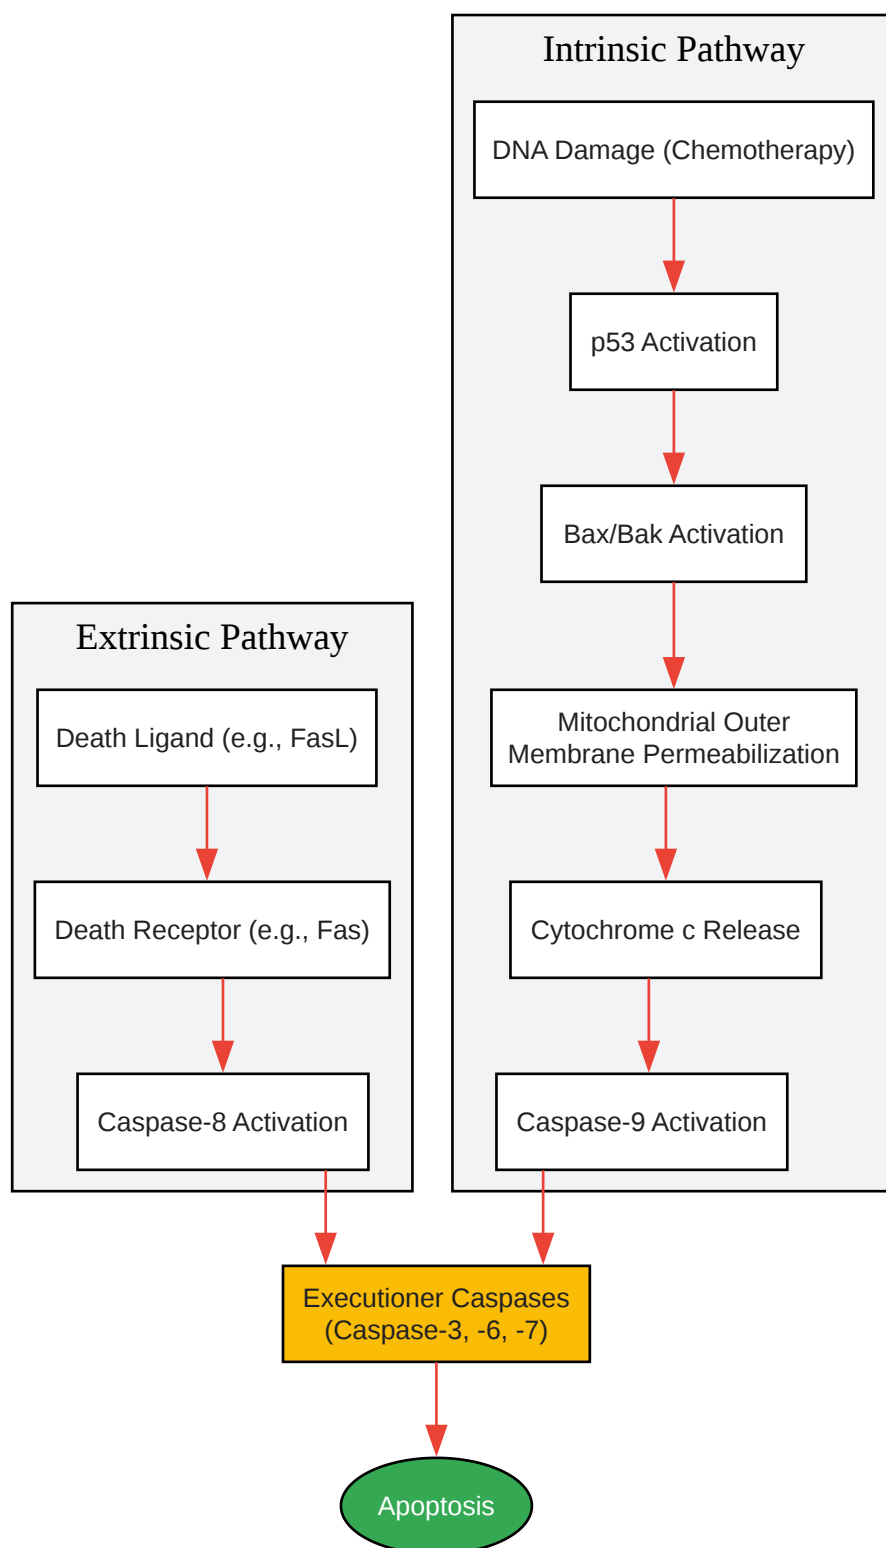 Intrinsic Pathway
DNA Damage (Chemotherapy)
p53 Activation
Bax/Bak Activation
Mitochondrial Outer
Membrane Permeabilization
Cytochrome c Release
Caspase-9 Activation
Extrinsic Pathway
Death Ligand (e.g., FasL)
Death Receptor (e.g., Fas)
Caspase-8 Activation
Executioner Caspases
(Caspase-3, -6, -7)
Apoptosis